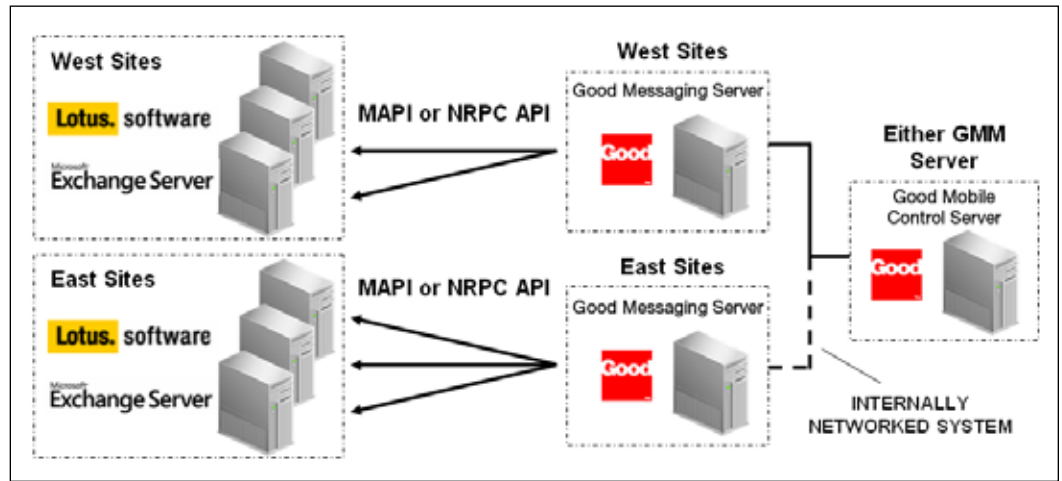 West Sites
Lotus. software
Microsoft
Exchange Server
MAPI or NRPC API
West Sites
Good Messaging Server
Good
Either GMM
Server
Good Mobile
Control Server
Good
East Sites
Lotus. software
Microsoft
Exchange Server
MAPI or NRPC API
East Sites
Good Messaging Server
Good
INTERNALLY
NETWORKED SYSTEM